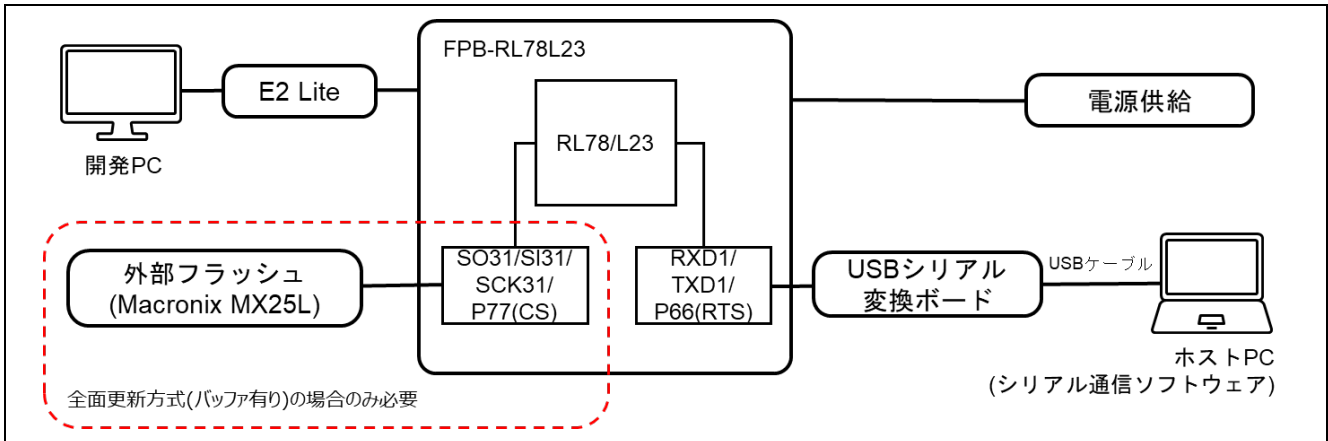 FPB-RL78L23
E2 Lite
電源供給
RL78/L23
開発PC
外部フラッシュ
(Macronix MX25L)
SO31/SI31/
SCK31/
P77(CS)
RXD1/
TXD1/
P66(RTS)
USBシリアル
変換ボード
USBケーブル
ホストPC
(シリアル通信ソフトウェア)
全面更新方式(バッファ有り)の場合のみ必要